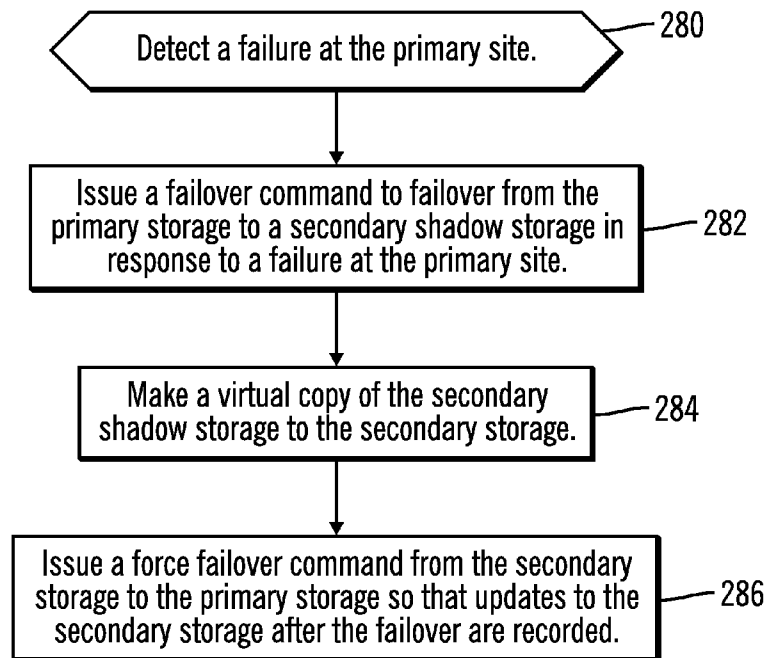 Detect a failure at the primary site.
280
Issue a failover command to failover from the
primary storage to a secondary shadow storage in
response to a failure at the primary site.
282
Make a virtual copy of the secondary
shadow storage to the secondary storage.
284
Issue a force failover command from the secondary
storage to the primary storage so that updates to the
secondary storage after the failover are recorded.
286